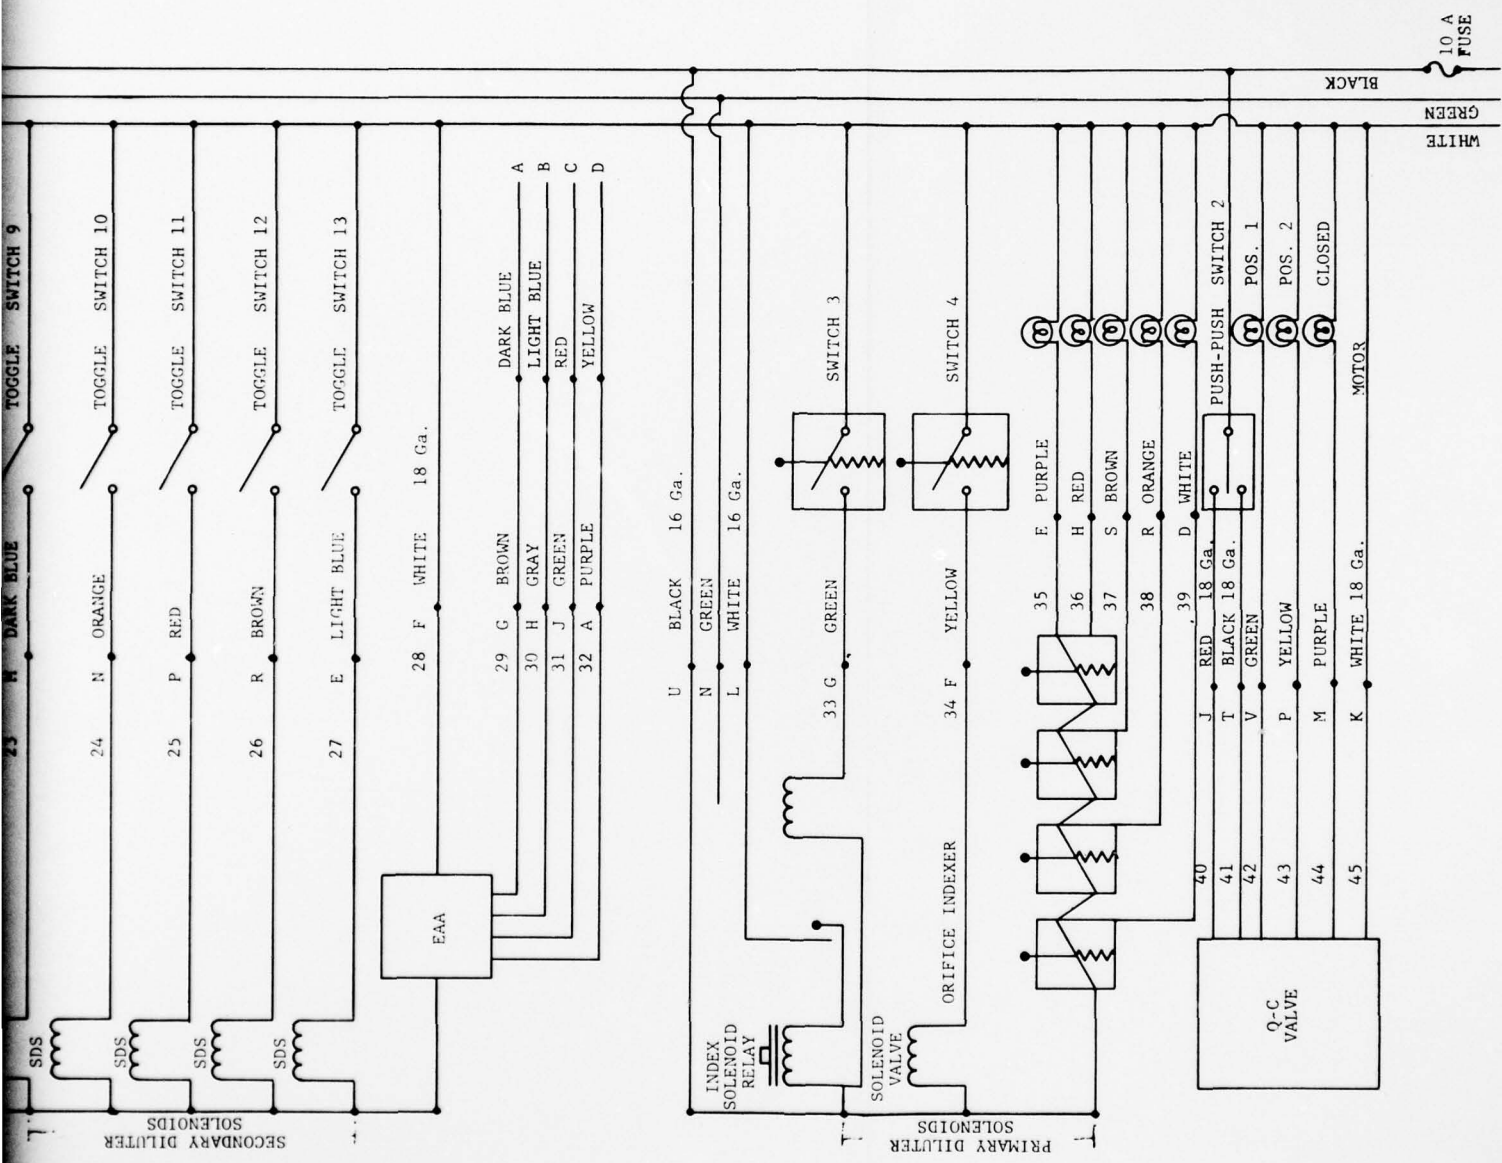 10 A
FUSE
BLACK
GREEN
WHITE
TOGGLE SWITCH 9
TOGGLE SWITCH 10
TOGGLE SWITCH 11
TOGGLE SWITCH 12
TOGGLE SWITCH 13
23 M DARK BLUE
24 N ORANGE
25 P RED
26 R BROWN
27 E LIGHT BLUE
28 F WHITE 18 Ga.
29 G BROWN DARK BLUE A
30 H GRAY LIGHT BLUE B
31 J GREEN RED C
32 A PURPLE YELLOW D
EAA
SDS
SDS
SDS
SDS
SECONDARY DILUTER
SOLENOIDS
U BLACK 16 Ga.
N GREEN
L WHITE 16 Ga.
33 G GREEN SWITCH 3
34 F YELLOW SWITCH 4
INDEX
SOLENOID
RELAY
SOLENOID
VALVE
ORIFICE INDEXER
PRIMARY DILUTER
SOLENOIDS
35 E PURPLE
36 H RED
37 S BROWN
38 R ORANGE
39 D WHITE
PUSH-PUSH SWITCH 2
40 J RED 18 Ga.
41 T BLACK 18 Ga.
42 V GREEN POS. 1
43 P YELLOW POS. 2
44 M PURPLE CLOSED
45 K WHITE 18 Ga. MOTOR
Q-C
VALVE